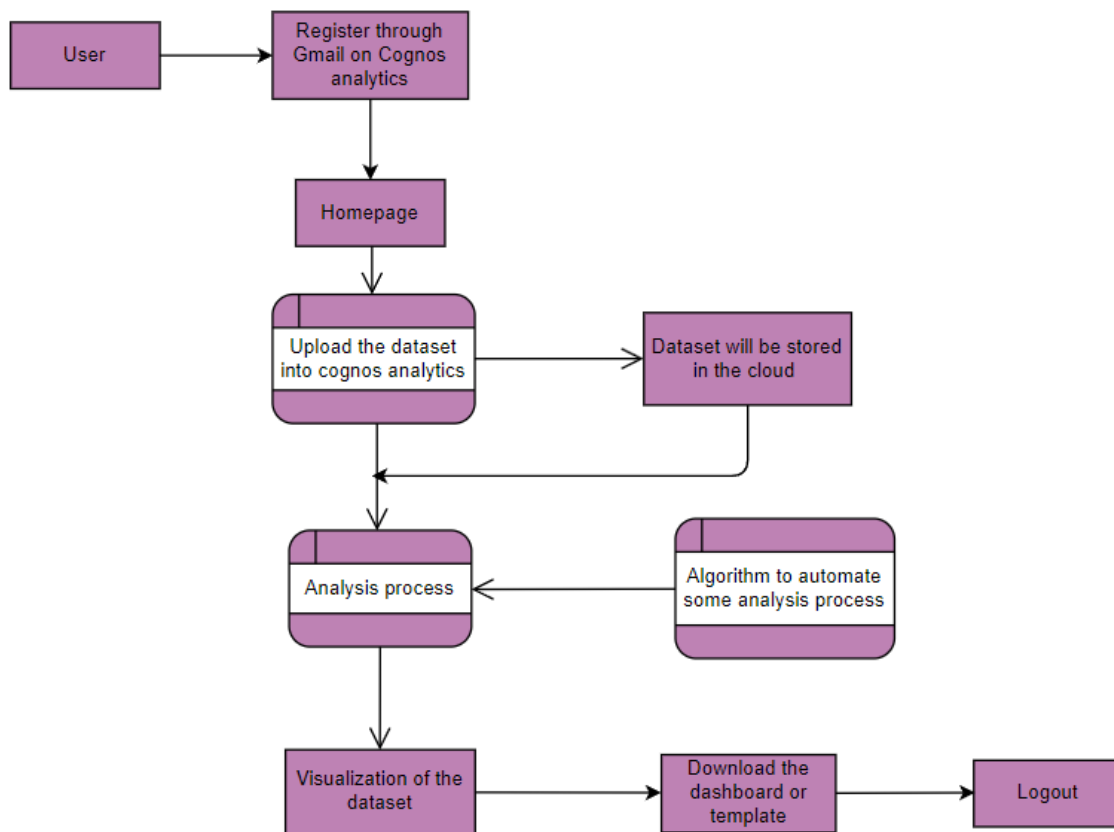 User
Register through
Gmail on Cognos
analytics
Homepage
Upload the dataset
into cognos analytics
Dataset will be stored
in the cloud
Analysis process
Algorithm to automate
some analysis process
Visualization of the
dataset
Download the
dashboard or
template
Logout